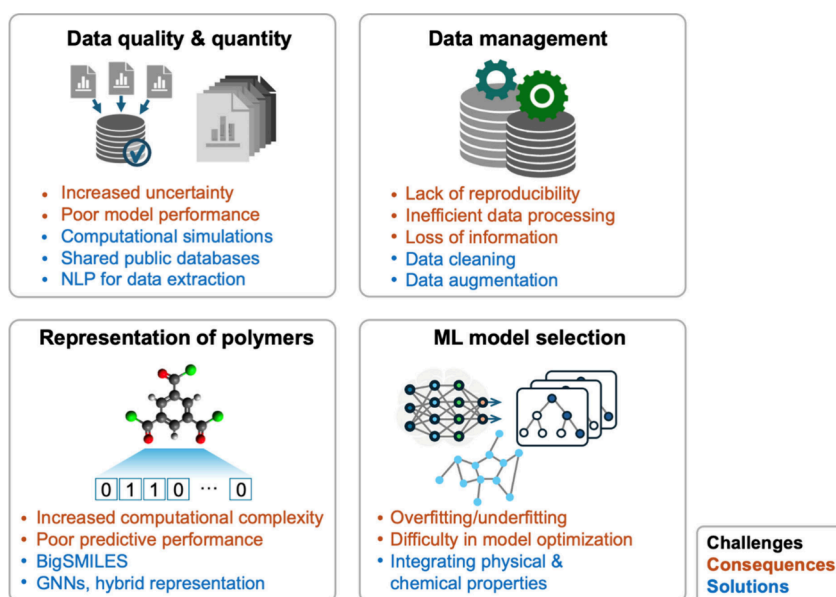 Data quality & quantity
• Increased uncertainty
• Poor model performance
• Computational simulations
• Shared public databases
• NLP for data extraction
Data management
• Lack of reproducibility
• Inefficient data processing
• Loss of information
• Data cleaning
• Data augmentation
Representation of polymers
0 1 1 0 ... 0
• Increased computational complexity
• Poor predictive performance
• BigSMILES
• GNNs, hybrid representation
ML model selection
• Overfitting/underfitting
• Difficulty in model optimization
• Integrating physical &
chemical properties
Challenges
Consequences
Solutions